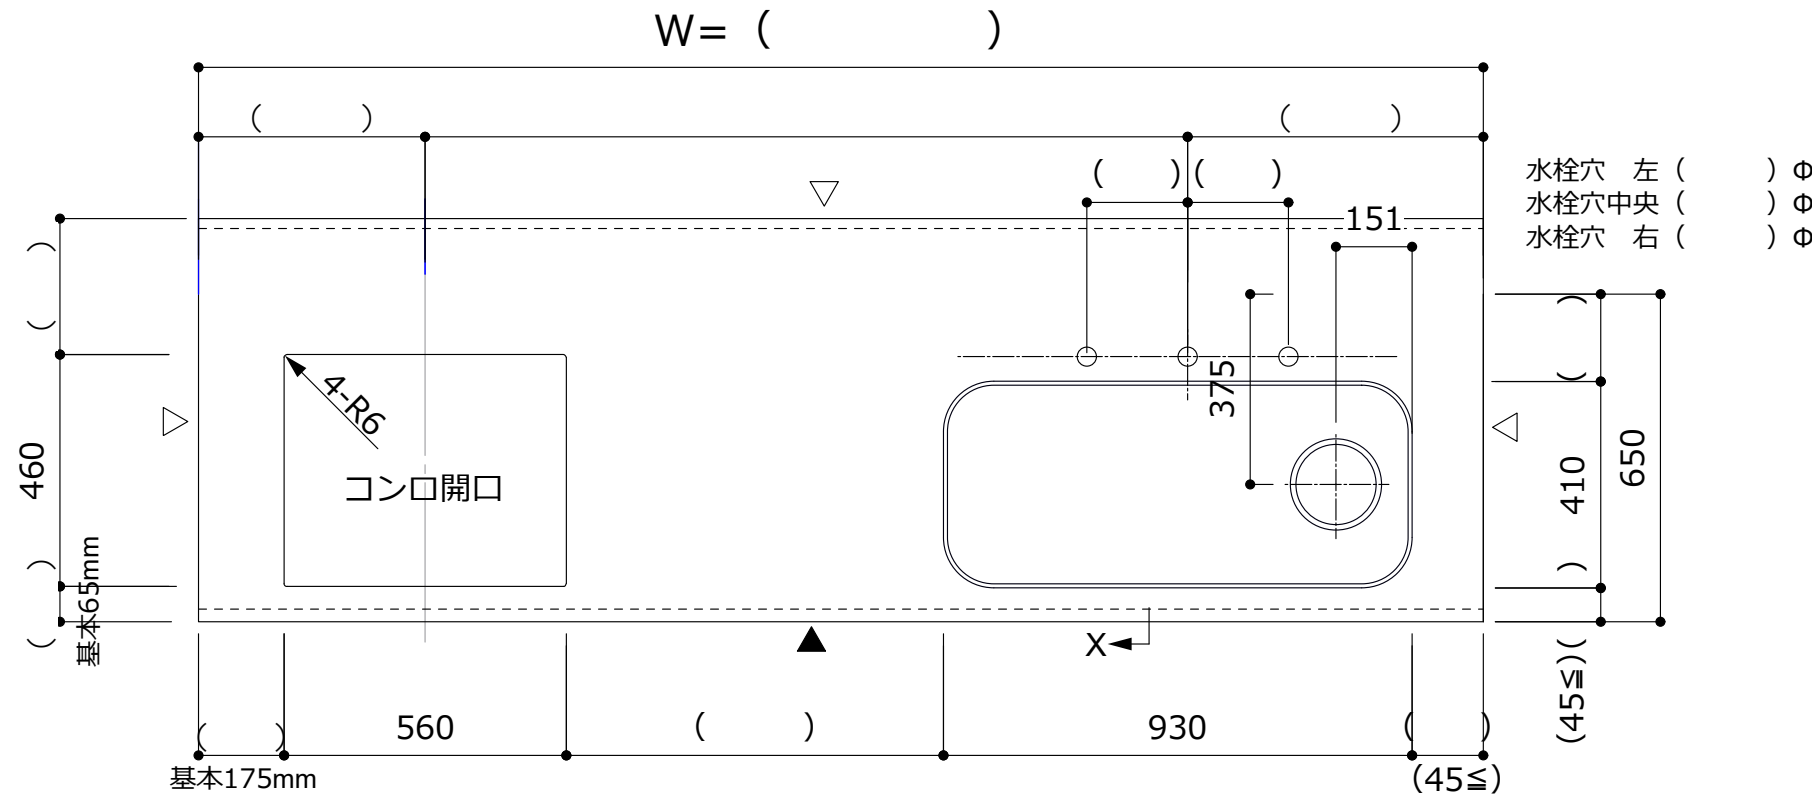 W=（　　　）
（　　　）
（　　　）
（　　）（　　）
水栓穴　左（　　　）Φ
水栓穴中央（　　　）Φ
水栓穴　右（　　　）Φ
151
（　　）
（　　）
375
4-R6
460
コンロ開口
410
650
（　　）
基本65mm
（　　）
X
(45≦)
（　　）
560
（　　　）
930
（　　）
基本175mm
(45≦)